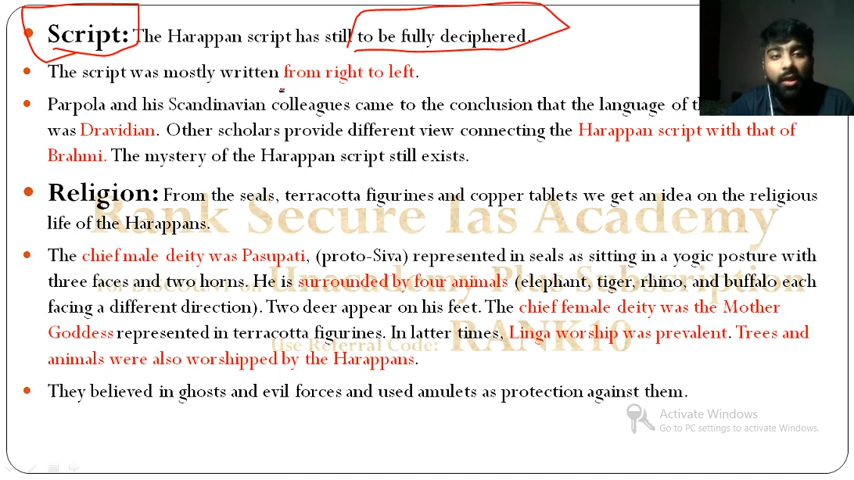 Script: The Harappan script has still to be fully deciphered.
The script was mostly written from right to left.
Parpola and his Scandinavian colleagues came to the conclusion that the language of
was Dravidian. Other scholars provide different view connecting the Harappan script with that of
Brahmi. The mystery of the Harappan script still exists.
Religion: From the seals, terracotta figurines and copper tablets we get an idea on the religious
life of the Harappans.
Rank Secure Ias Academy
The chief male deity was Pasupati, (proto-Siva) represented in seals as sitting in a yogic posture with
three faces and two horns. He is surrounded by four animals (elephant, tiger, rhino, and buffalo each
for Discount on Unacademy Plus Subscription
facing a different direction). Two deer appear on his feet. The chief female deity was the Mother
Goddess represented in terracotta figurines. In latter times, Linga worship was prevalent. Trees and
Use Referral Code: RANK10
animals were also worshipped by the Harappans.
They believed in ghosts and evil forces and used amulets as protection against them.
Activate Windows
Go to PC settings to activate Windows.